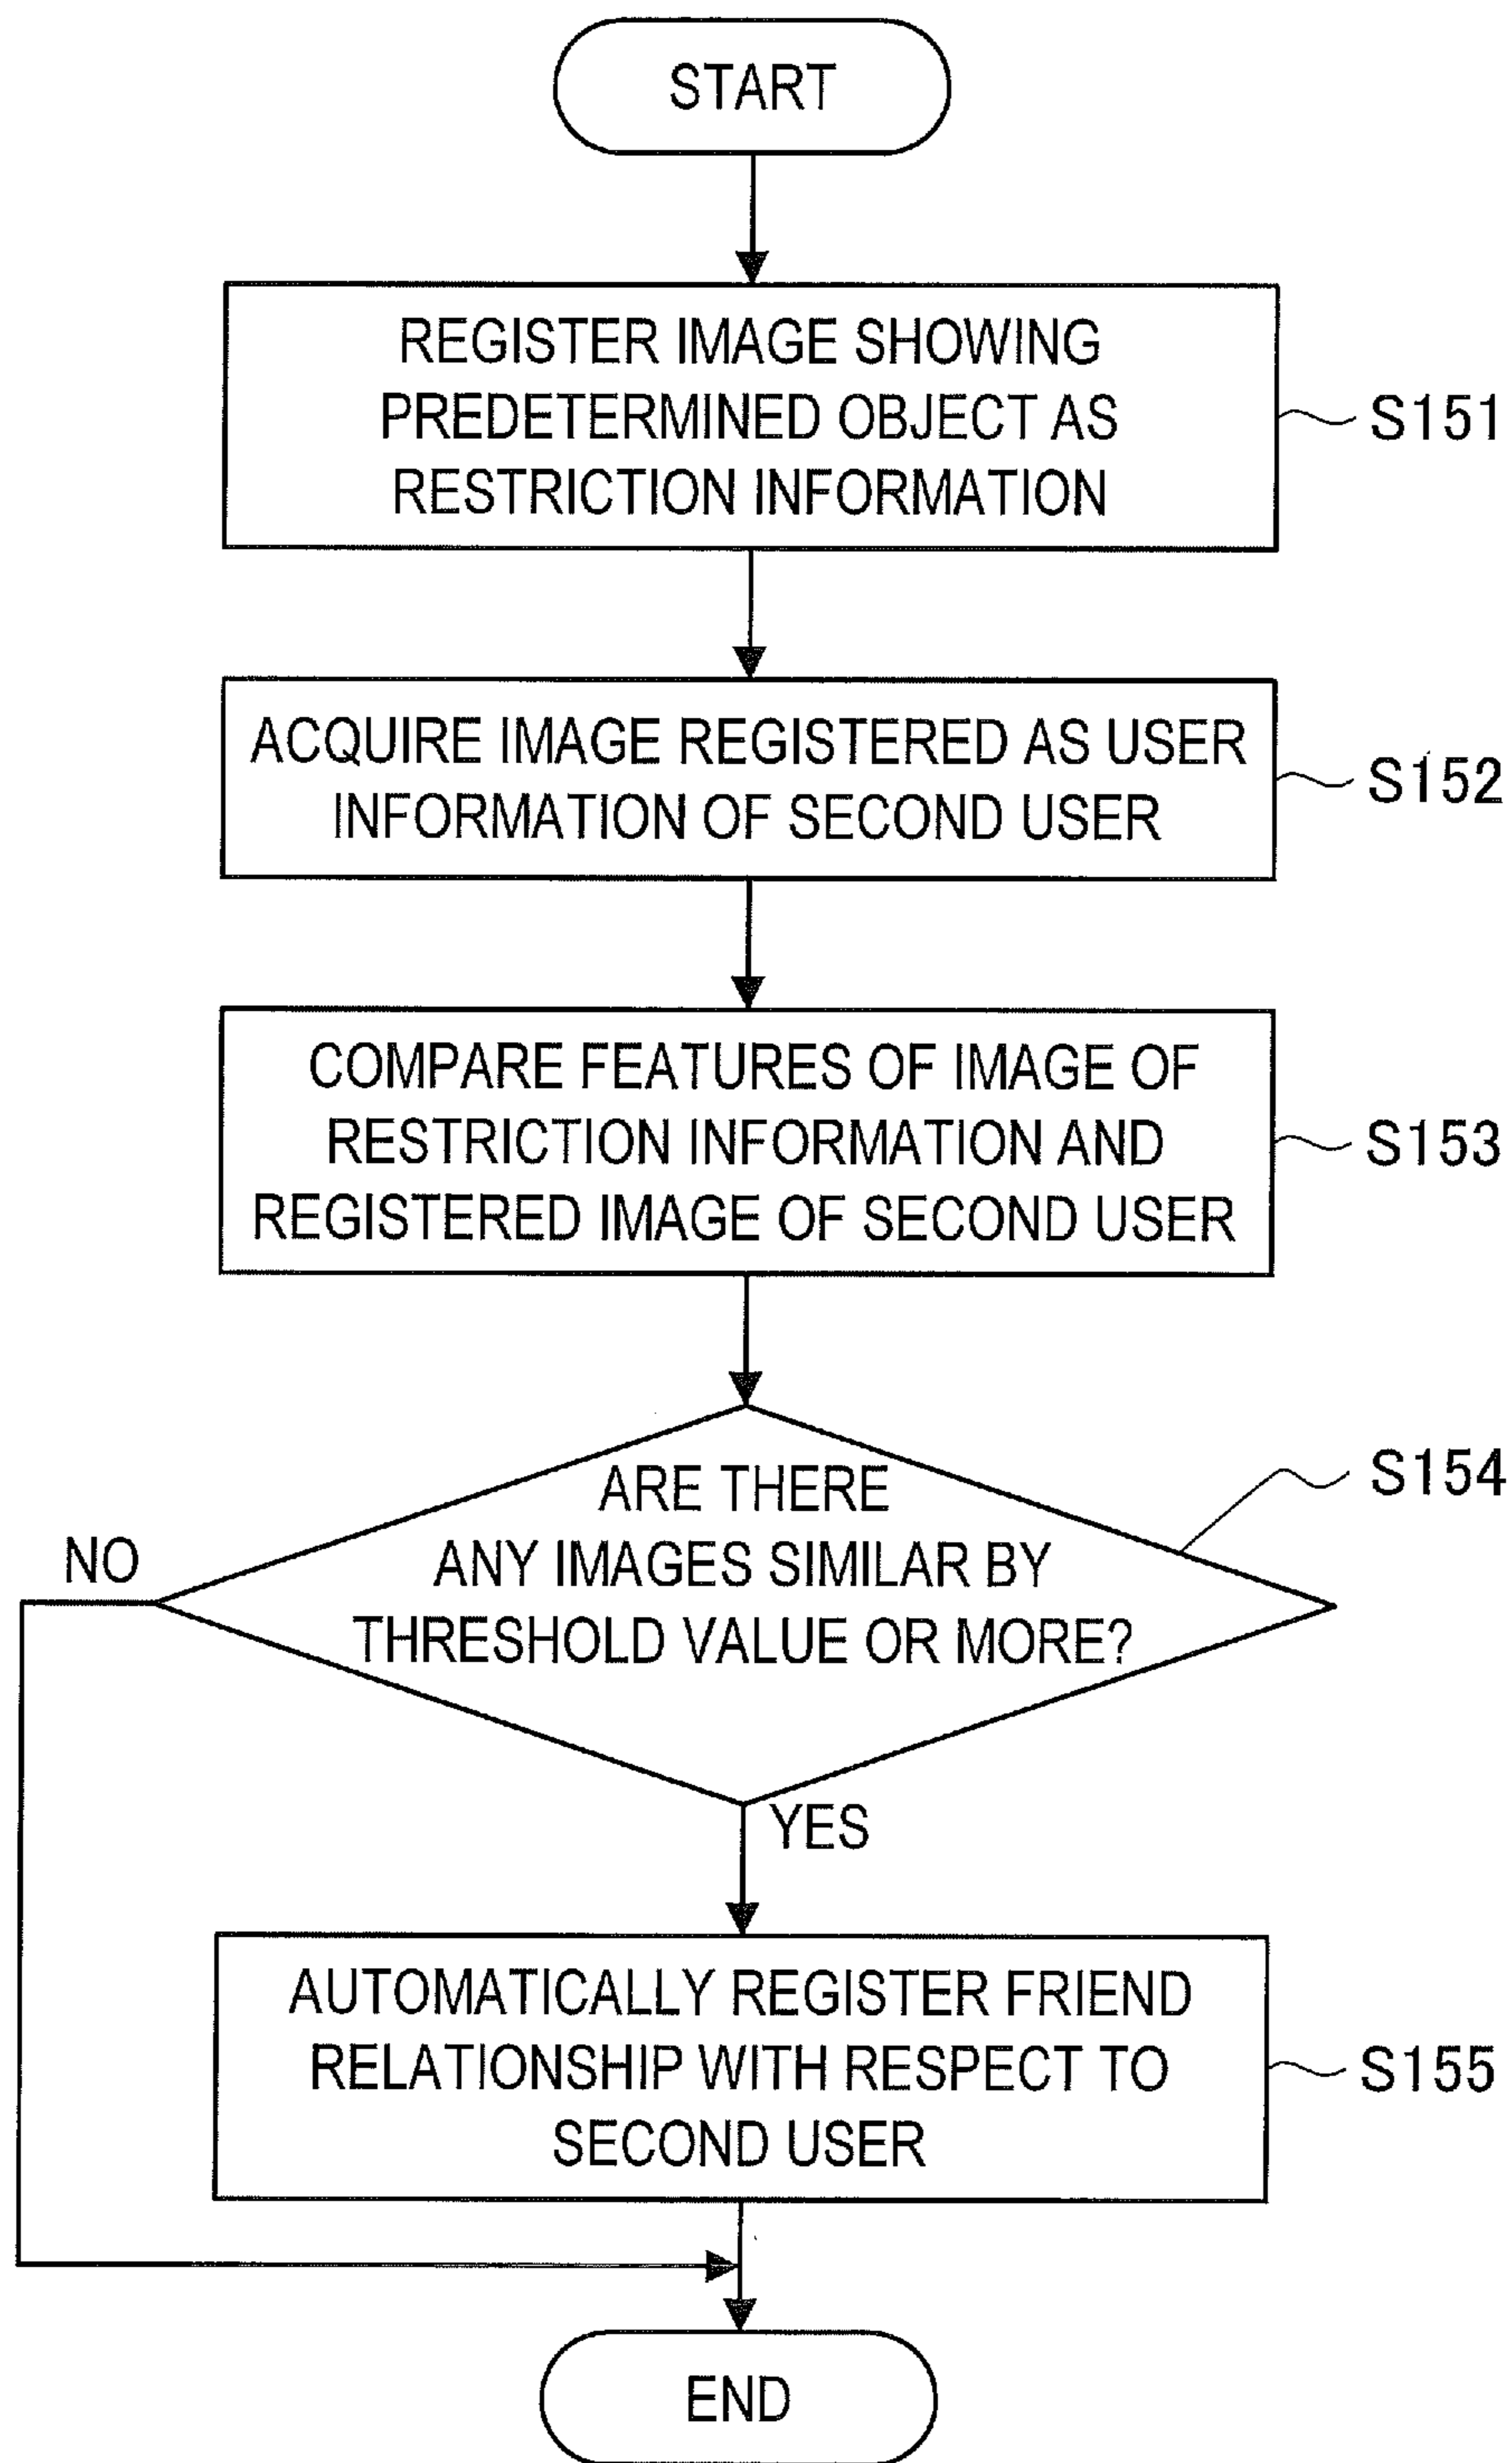 START
REGISTER IMAGE SHOWING
PREDETERMINED OBJECT AS
RESTRICTION INFORMATION
S151
ACQUIRE IMAGE REGISTERED AS USER
INFORMATION OF SECOND USER
S152
COMPARE FEATURES OF IMAGE OF
RESTRICTION INFORMATION AND
REGISTERED IMAGE OF SECOND USER
S153
ARE THERE
ANY IMAGES SIMILAR BY
THRESHOLD VALUE OR MORE?
S154
NO
YES
AUTOMATICALLY REGISTER FRIEND
RELATIONSHIP WITH RESPECT TO
SECOND USER
S155
END